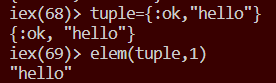 iex(68)> tuple={:ok,"hello"}
{:ok, "hello"}
iex(69)> elem(tuple,1)
"hello"